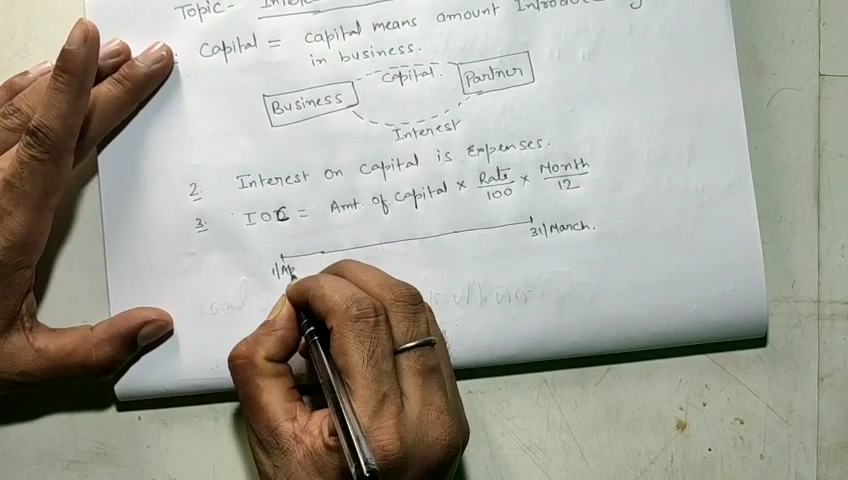 Topic-
Capital = capital means amount Introduc
in business.
Capital.
Partner
Business
Interest
2. Interest on capital is Expenses.
3. IOC = Amt. of Capital × Rate/100 × Month/12
31/March.
1/Ap